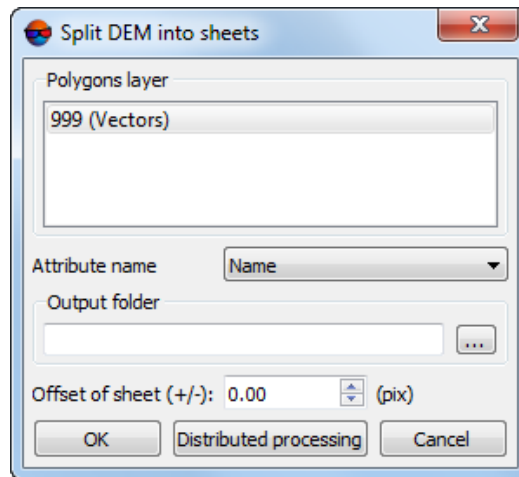 Split DEM into sheets
Polygons layer
999 (Vectors)
Attribute name Name
Output folder
...
Offset of sheet (+/-): 0.00 (pix)
OK Distributed processing Cancel